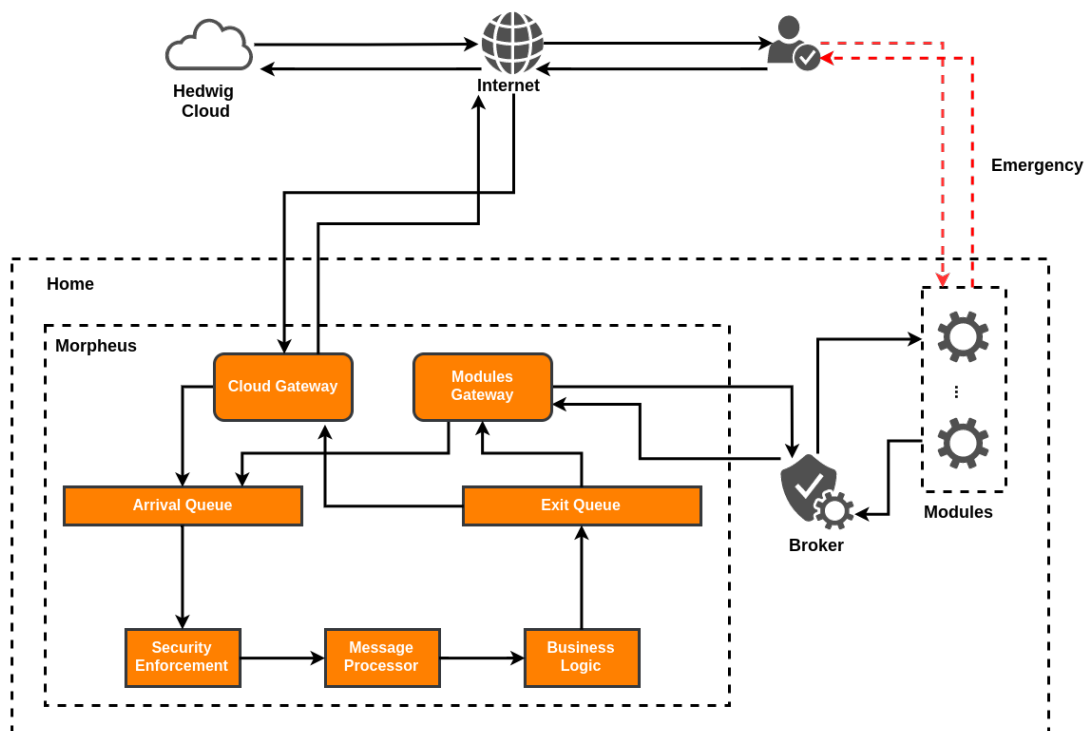 Hedwig
Cloud
Internet
Emergency
Home
Morpheus
Cloud Gateway
Modules
Gateway
Arrival Queue
Exit Queue
Modules
Broker
Security
Enforcement
Message
Processor
Business
Logic